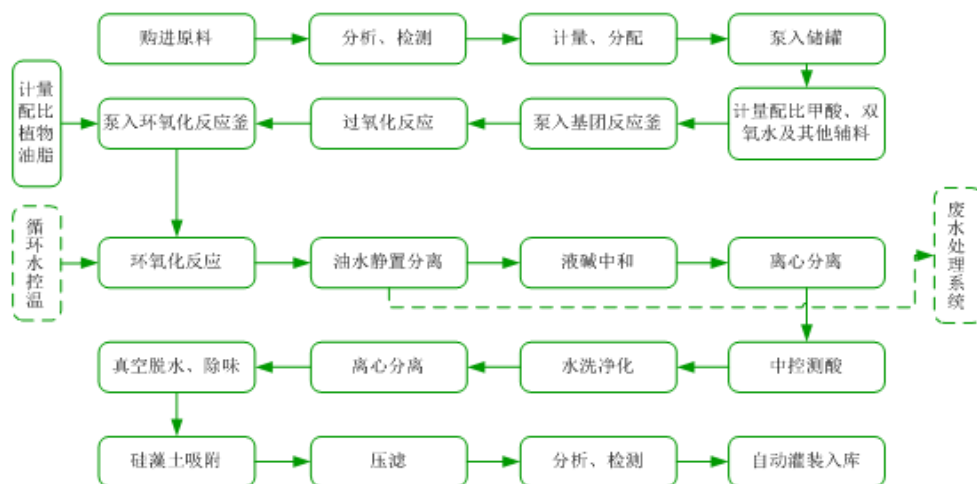 购进原料
分析、检测
计量、分配
泵入储罐
计量
配比
植物
油脂
泵入环氧化反应釜
过氧化反应
泵入基团反应釜
计量配比甲酸、双
氧水及其他辅料
循
环
水
控
温
环氧化反应
油水静置分离
液碱中和
离心分离
废
水
处
理
系
统
真空脱水、除味
离心分离
水洗净化
中控测酸
硅藻土吸附
压滤
分析、检测
自动灌装入库